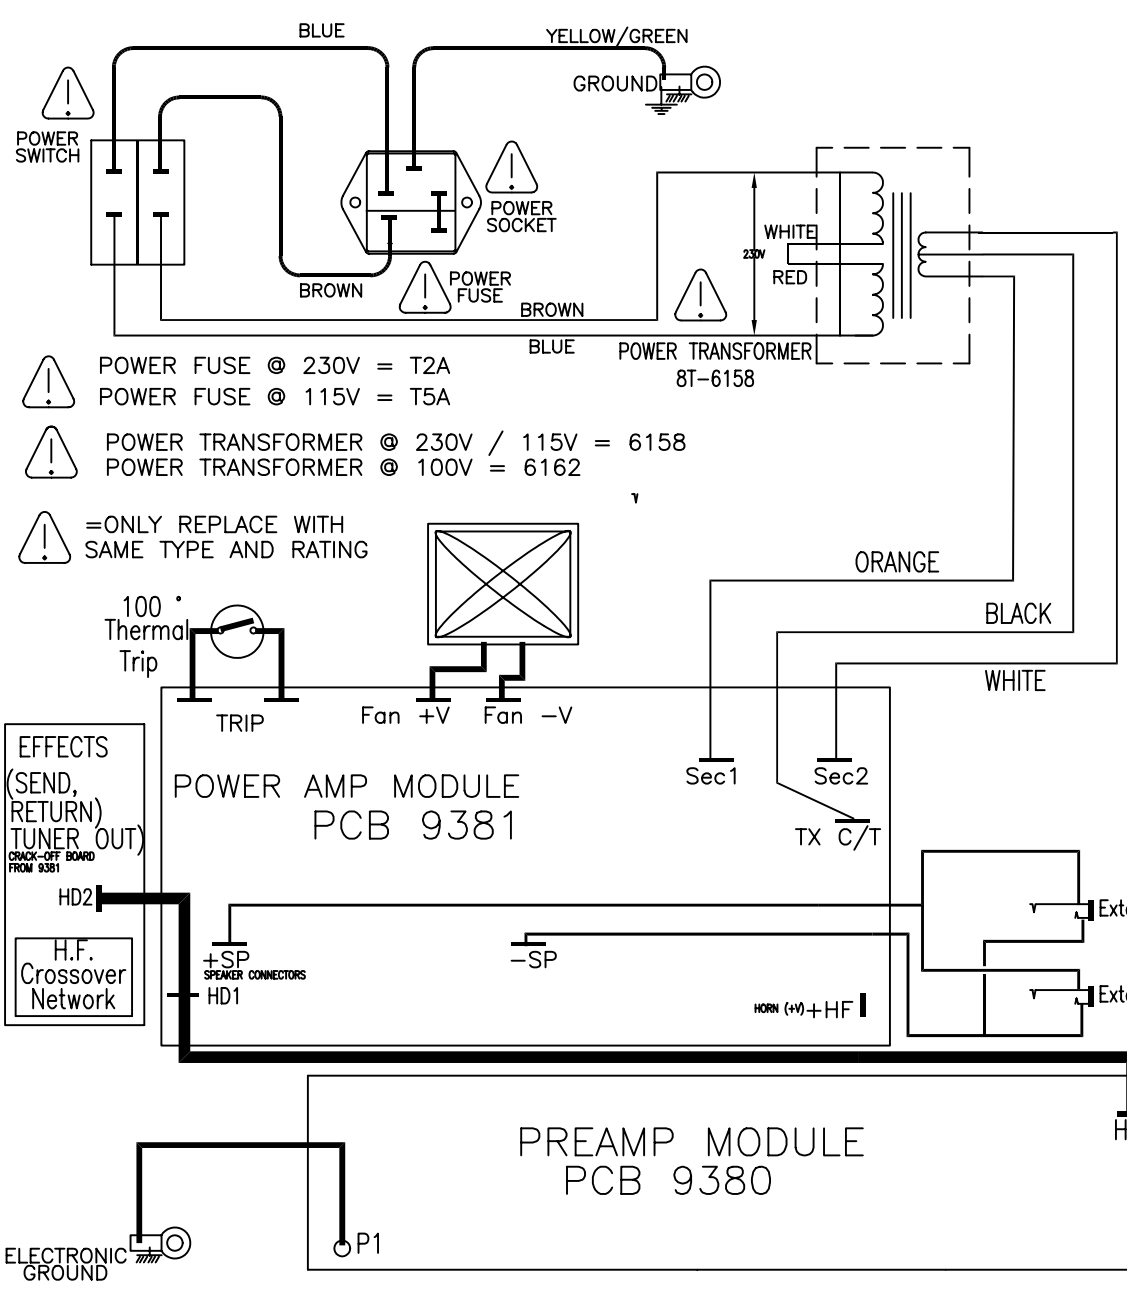 BLUE
YELLOW/GREEN
GROUND
POWER
SWITCH
POWER
SOCKET
WHITE
230V
RED
POWER
FUSE
BROWN
BROWN
BLUE
POWER TRANSFORMER
8T-6158
POWER FUSE @ 230V = T2A
POWER FUSE @ 115V = T5A
POWER TRANSFORMER @ 230V / 115V = 6158
POWER TRANSFORMER @ 100V = 6162
=ONLY REPLACE WITH
SAME TYPE AND RATING
ORANGE
BLACK
WHITE
100 °
Thermal
Trip
TRIP
Fan +V
Fan -V
EFFECTS
(SEND,
RETURN)
TUNER OUT)
CRACK-OFF BOARD
FROM 9381
HD2
H.F.
Crossover
Network
POWER AMP MODULE
PCB 9381
Sec1
Sec2
TX C/T
+SP
SPEAKER CONNECTORS
HD1
-SP
HORN (+V) +HF
Exte
Exte
H
PREAMP MODULE
PCB 9380
P1
ELECTRONIC
GROUND